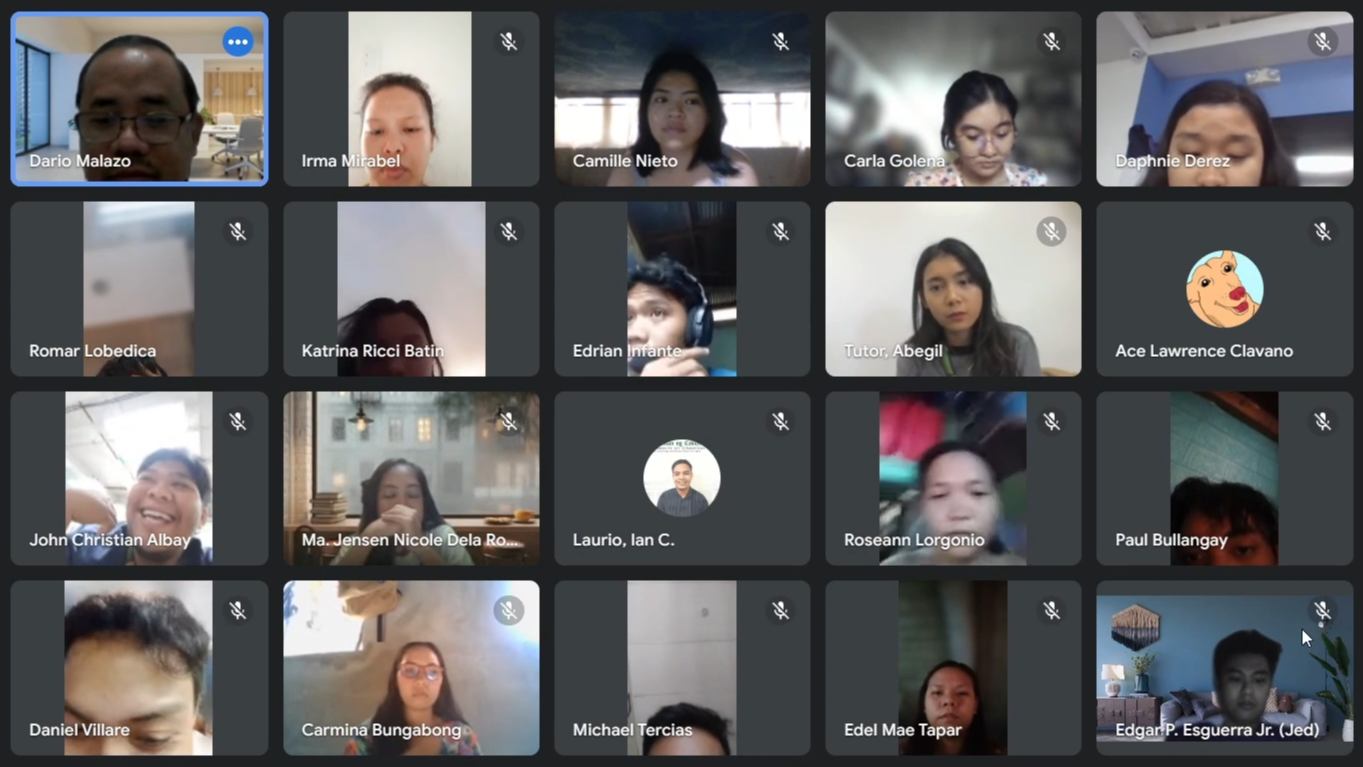 Dario Malazo
Irma Mirabel
Camille Nieto
Carla Golena
Daphnie Derez
Romar Lobedica
Katrina Ricci Batin
Edrian Infante
Tutor, Abegil
Ace Lawrence Clavano
John Christian Albay
Ma. Jensen Nicole Dela Ro...
Laurio, Ian C.
Roseann Lorgonio
Paul Bullangay
Daniel Villare
Carmina Bungabong
Michael Tercias
Edel Mae Tapar
Edgar P. Esguerra Jr. (Jed)